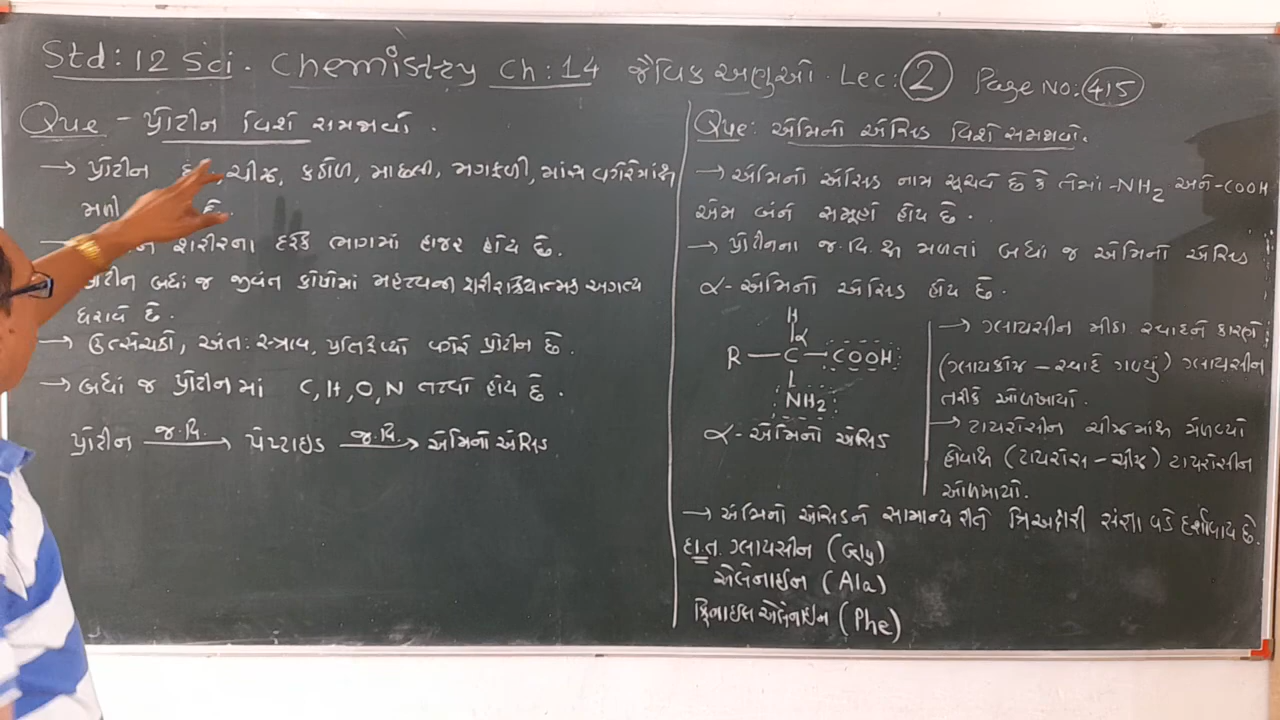 Std: 12 Sci. Chemistry Ch: 14 જૈવિક અણુઓ. Lec: 2 Page No: 415
Que - પ્રોટીન વિશે સમજાવો.
→ પ્રોટીન ચીઝ, કઠોળ, માછલી, મગફળી, માંસ વગેરેમાંથી
મળી છે.
→ શરીરના દરેક ભાગમાં હાજર હોય છે.
પ્રોટીન બધાં જ જીવંત કોષોમાં મહત્વની શરીરક્રિયાત્મક અગત્ય
ધરાવે છે.
→ ઉત્સેચકો, અંતઃસ્ત્રાવ, પ્રતિદ્રવ્યો વગેરે પ્રોટીન છે.
→ બધાં જ પ્રોટીનમાં C, H, O, N તત્વો હોય છે.
પ્રોટીન જ.વિ. → પેપ્ટાઇડ જ.વિ. → એમિનો એસિડ
Que: એમિનો એસિડ વિશે સમજાવો.
→ એમિનો એસિડ નામ સૂચવે છે કે તેમાં -NH2 અને -COOH
એમ બંને સમૂહો હોય છે.
→ પ્રોટીનના જ.વિ. થી મળતાં બધાં જ એમિનો એસિડ
α- એમિનો એસિડ હોય છે.
H
α
R — C — COOH
NH2
α- એમિનો એસિડ
→ ગ્લાયસીન મીઠા સ્વાદને કારણે
(ગ્લાયકોઝ - સ્વાદે ગળ્યું) ગ્લાયસીન
તરીકે ઓળખાયો.
→ ટાયરોસીન ચીઝમાંથી મેળવ્યો
હોવાથી (ટાયરોસ - ચીઝ) ટાયરોસીન
ઓળખાયો.
→ એમિનો એસિડને સામાન્ય રીતે ત્રિઅક્ષરી સંજ્ઞા વડે દર્શાવાય છે.
દા.ત. ગ્લાયસીન (Gly)
એલેનાઇન (Ala)
ફિનાઇલ એલેનાઇન (Phe)